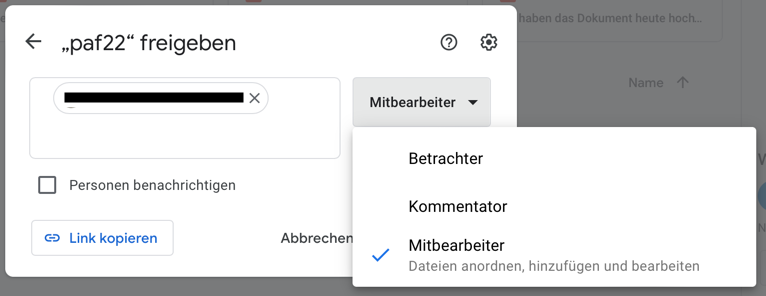 haben das Dokument heute hoch...
„paf22“ freigeben
Name
Mitbearbeiter
Betrachter
Personen benachrichtigen
Kommentator
Link kopieren
Abbrechen
Mitbearbeiter
Dateien anordnen, hinzufügen und bearbeiten